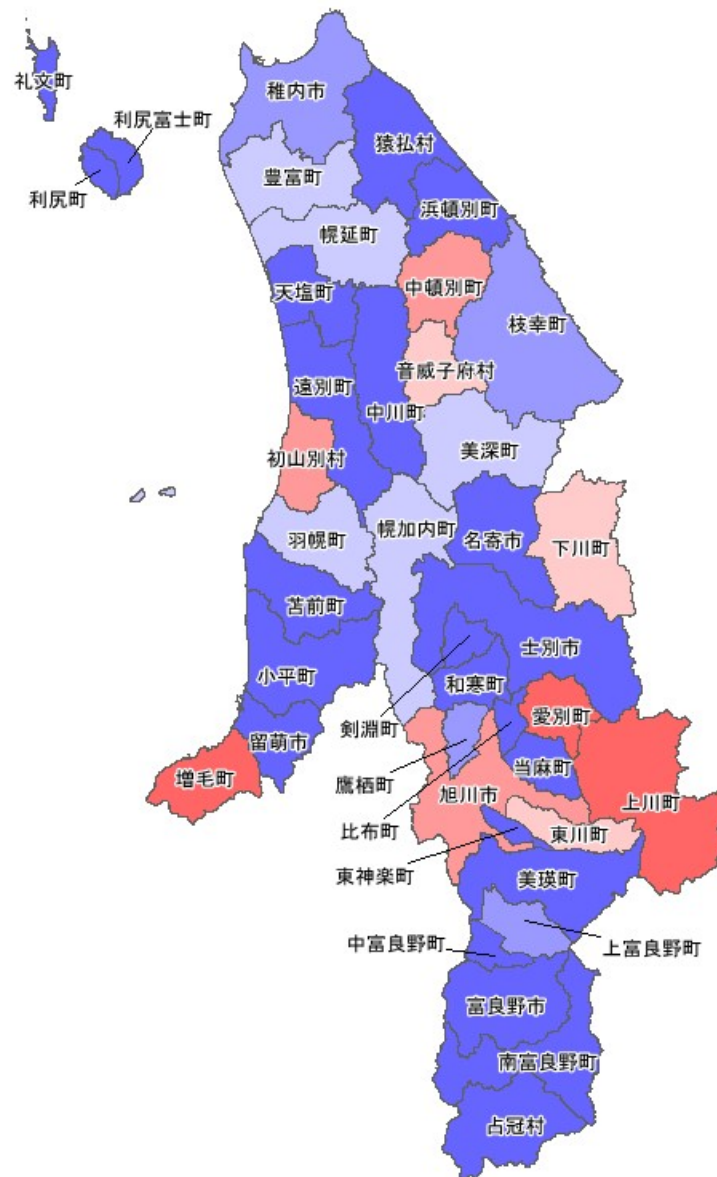 稚内市
礼文町
利尻富士町
猿払村
豊富町
利尻町
浜頓別町
幌延町
中頓別町
天塩町
枝幸町
音威子府村
遠別町
中川町
美深町
初山別村
幌加内町
羽幌町
名寄市
下川町
苫前町
士別市
小平町
和寒町
愛別町
剣淵町
留萌市
当麻町
増毛町
鷹栖町
旭川市
上川町
比布町
東川町
東神楽町
美瑛町
中富良野町
上富良野町
富良野市
南富良野町
占冠村